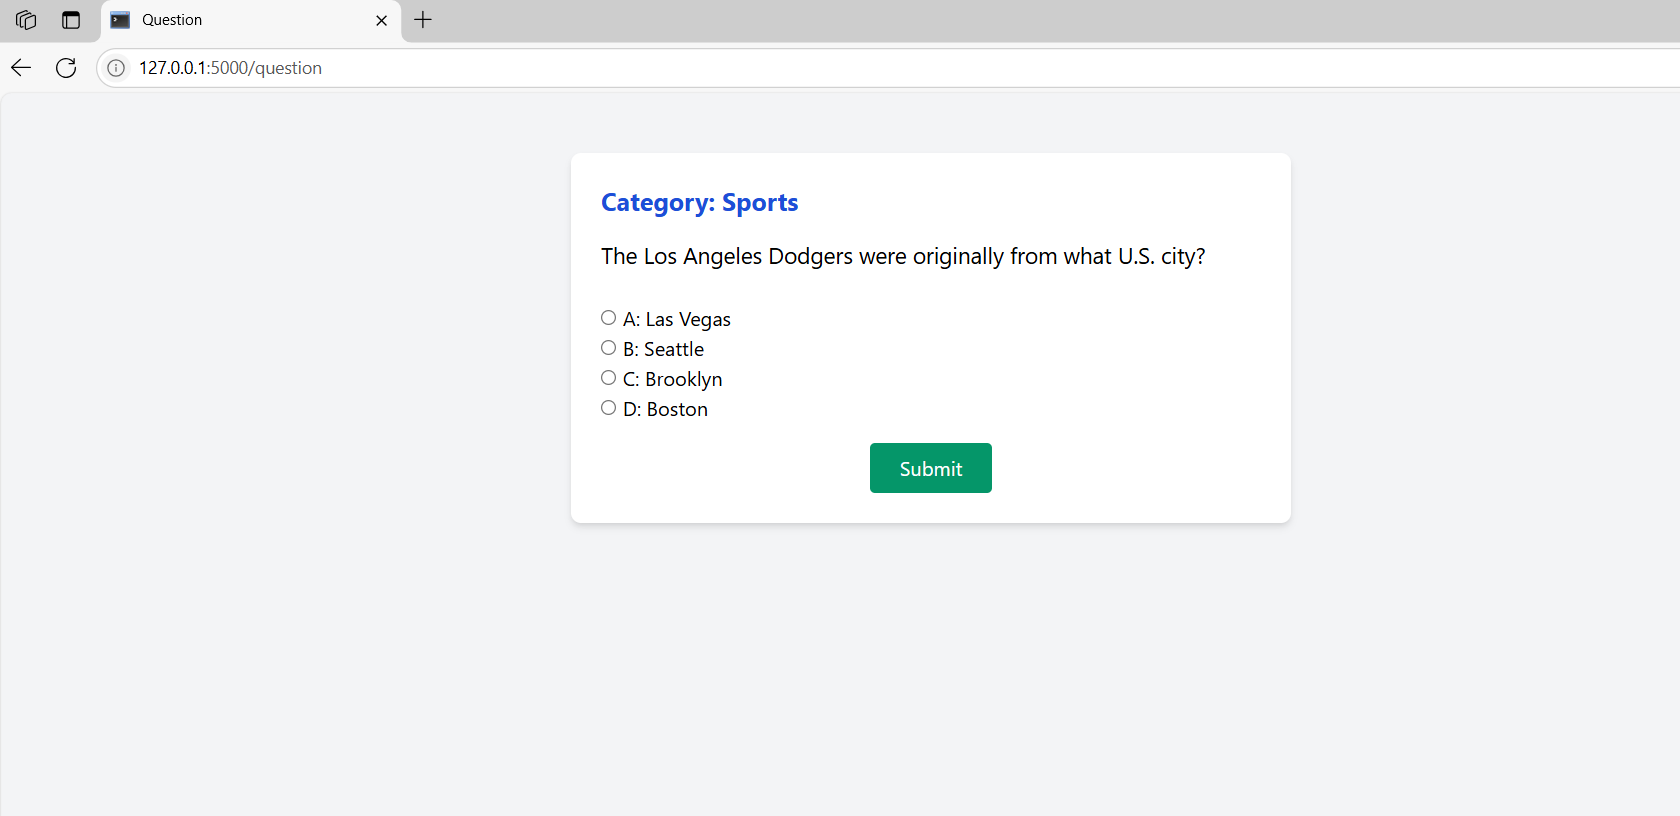 Question
127.0.0.1:5000/question
Category: Sports
The Los Angeles Dodgers were originally from what U.S. city?
A: Las Vegas
B: Seattle
C: Brooklyn
D: Boston
Submit